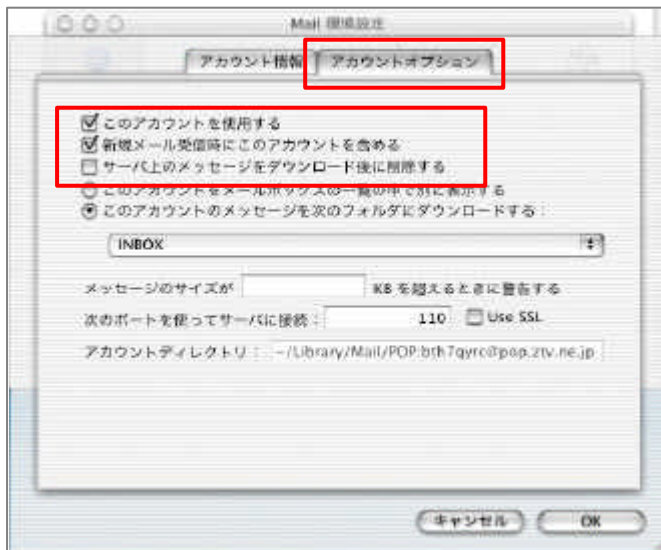 Mail 環境設定
アカウント情報 アカウントオプション
このアカウントを使用する
新規メール受信時にこのアカウントを含める
サーバ上のメッセージをダウンロード後に削除する
このアカウントをメールボックスの一覧の中で別に表示する
このアカウントのメッセージを次のフォルダにダウンロードする：
INBOX
メッセージのサイズが KB を超えるときに警告する
次のポートを使ってサーバに接続： 110 Use SSL
アカウントディレクトリ： ~/Library/Mail/POP:bth7qyrc@pop.ztv.ne.jp
キャンセル OK